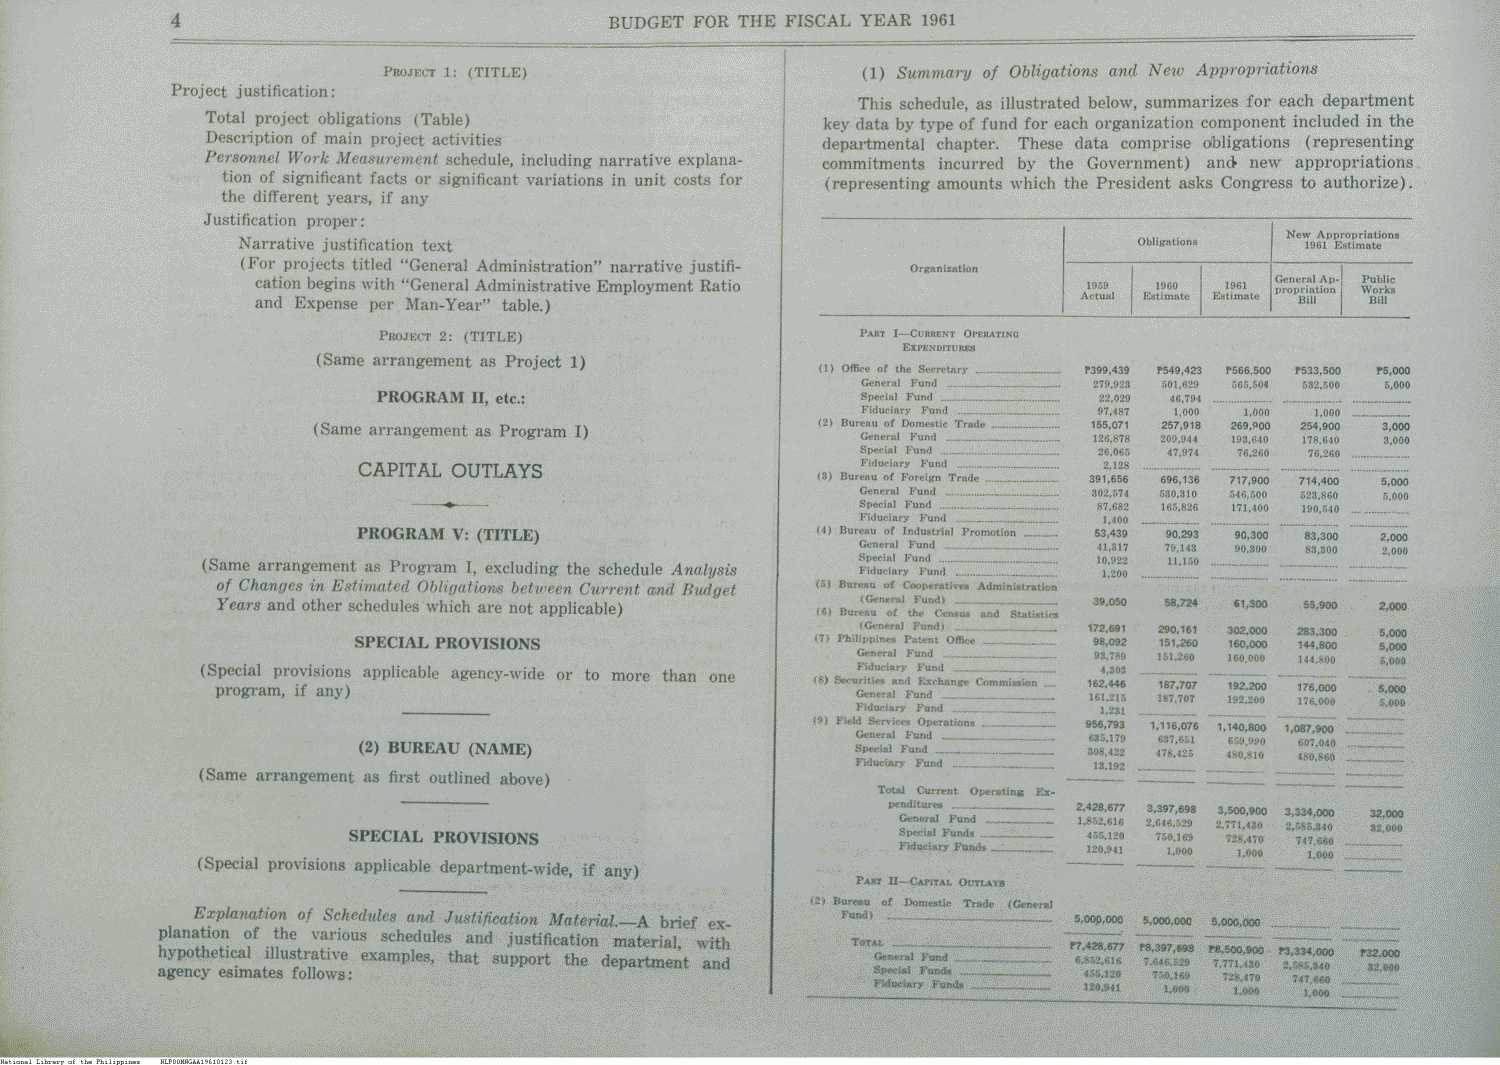 4
BUDGET FOR THE FISCAL YEAR 1961
PROJECT 1: (TITLE)
Project justification:
Total project obligations (Table)
Description of main project activities
Personnel Work Measurement schedule, including narrative explana-
tion of significant facts or significant variations in unit costs for
the different years, if any
Justification proper:
Narrative justification text
(For projects titled “General Administration” narrative justifi-
cation begins with “General Administrative Employment Ratio
and Expense per Man-Year” table.)
PROJECT 2: (TITLE)
(Same arrangement as Project 1)
PROGRAM II, etc.:
(Same arrangement as Program I)
CAPITAL OUTLAYS
PROGRAM V: (TITLE)
(Same arrangement as Program I, excluding the schedule Analysis
of Changes in Estimated Obligations between Current and Budget
Years and other schedules which are not applicable)
SPECIAL PROVISIONS
(Special provisions applicable agency-wide or to more than one
program, if any)
(2) BUREAU (NAME)
(Same arrangement as first outlined above)
SPECIAL PROVISIONS
(Special provisions applicable department-wide, if any)
Explanation of Schedules and Justification Material.—A brief ex-
planation of the various schedules and justification material, with
hypothetical illustrative examples, that support the department and
agency esimates follows:
(1) Summary of Obligations and New Appropriations
This schedule, as illustrated below, summarizes for each department
key data by type of fund for each organization component included in the
departmental chapter. These data comprise obligations (representing
commitments incurred by the Government) and new appropriations
(representing amounts which the President asks Congress to authorize).
Organization
Obligations
New Appropriations
1961 Estimate
1959 Actual
1960 Estimate
1961 Estimate
General Ap-
propriation
Bill
Public
Works
Bill
PART I—CURRENT OPERATING
EXPENDITURES
(1) Office of the Secretary ₱399,439 ₱549,423 ₱566,500 ₱533,500 ₱5,000
General Fund 279,923 501,629 565,500 532,500 5,000
Special Fund 22,029 46,794
Fiduciary Fund 97,487 1,000 1,000 1,000
(2) Bureau of Domestic Trade 155,071 257,918 269,900 254,900 3,000
General Fund 126,878 209,944 193,640 178,640 3,000
Special Fund 26,065 47,974 76,260 76,260
Fiduciary Fund 2,128
(3) Bureau of Foreign Trade 391,656 696,136 717,900 714,400 5,000
General Fund 302,574 530,310 546,500 523,860 5,000
Special Fund 87,682 165,826 171,400 190,540
Fiduciary Fund 1,400
(4) Bureau of Industrial Promotion 53,439 90,293 90,300 83,300 2,000
General Fund 41,317 79,143 90,300 83,300 2,000
Special Fund 10,922 11,150
Fiduciary Fund 1,200
(5) Bureau of Cooperatives Administration
(General Fund) 39,050 58,724 61,300 55,900 2,000
(6) Bureau of the Census and Statistics
(General Fund) 172,691 290,161 302,000 283,300 5,000
(7) Philippines Patent Office 98,092 151,260 160,000 144,800 5,000
General Fund 93,789 151,260 160,000 144,800 5,000
Fiduciary Fund 4,303
(8) Securities and Exchange Commission 162,446 187,707 192,200 176,000 5,000
General Fund 161,215 187,707 192,200 176,000 5,000
Fiduciary Fund 1,231
(9) Field Services Operations 956,793 1,116,076 1,140,800 1,087,900
General Fund 635,179 637,651 659,990 607,040
Special Fund 308,422 478,425 480,810 480,860
Fiduciary Fund 13,192
Total Current Operating Ex-
penditures 2,428,677 3,397,698 3,500,900 3,334,000 32,000
General Fund 1,852,616 2,646,529 2,771,430 2,585,340 32,000
Special Funds 455,120 750,169 728,470 747,660
Fiduciary Funds 120,941 1,000 1,000 1,000
PART II—CAPITAL OUTLAYS
(2) Bureau of Domestic Trade (General
Fund) 5,000,000 5,000,000 5,000,000
TOTAL ₱7,428,677 ₱8,397,698 ₱8,500,900 ₱3,334,000 ₱32,000
General Fund 6,852,616 7,646,529 7,771,430 2,585,340 32,000
Special Funds 455,120 750,169 728,470 747,660
Fiduciary Funds 120,941 1,000 1,000 1,000
National Library of the Philippines NLP00MNGAA19610123.tif